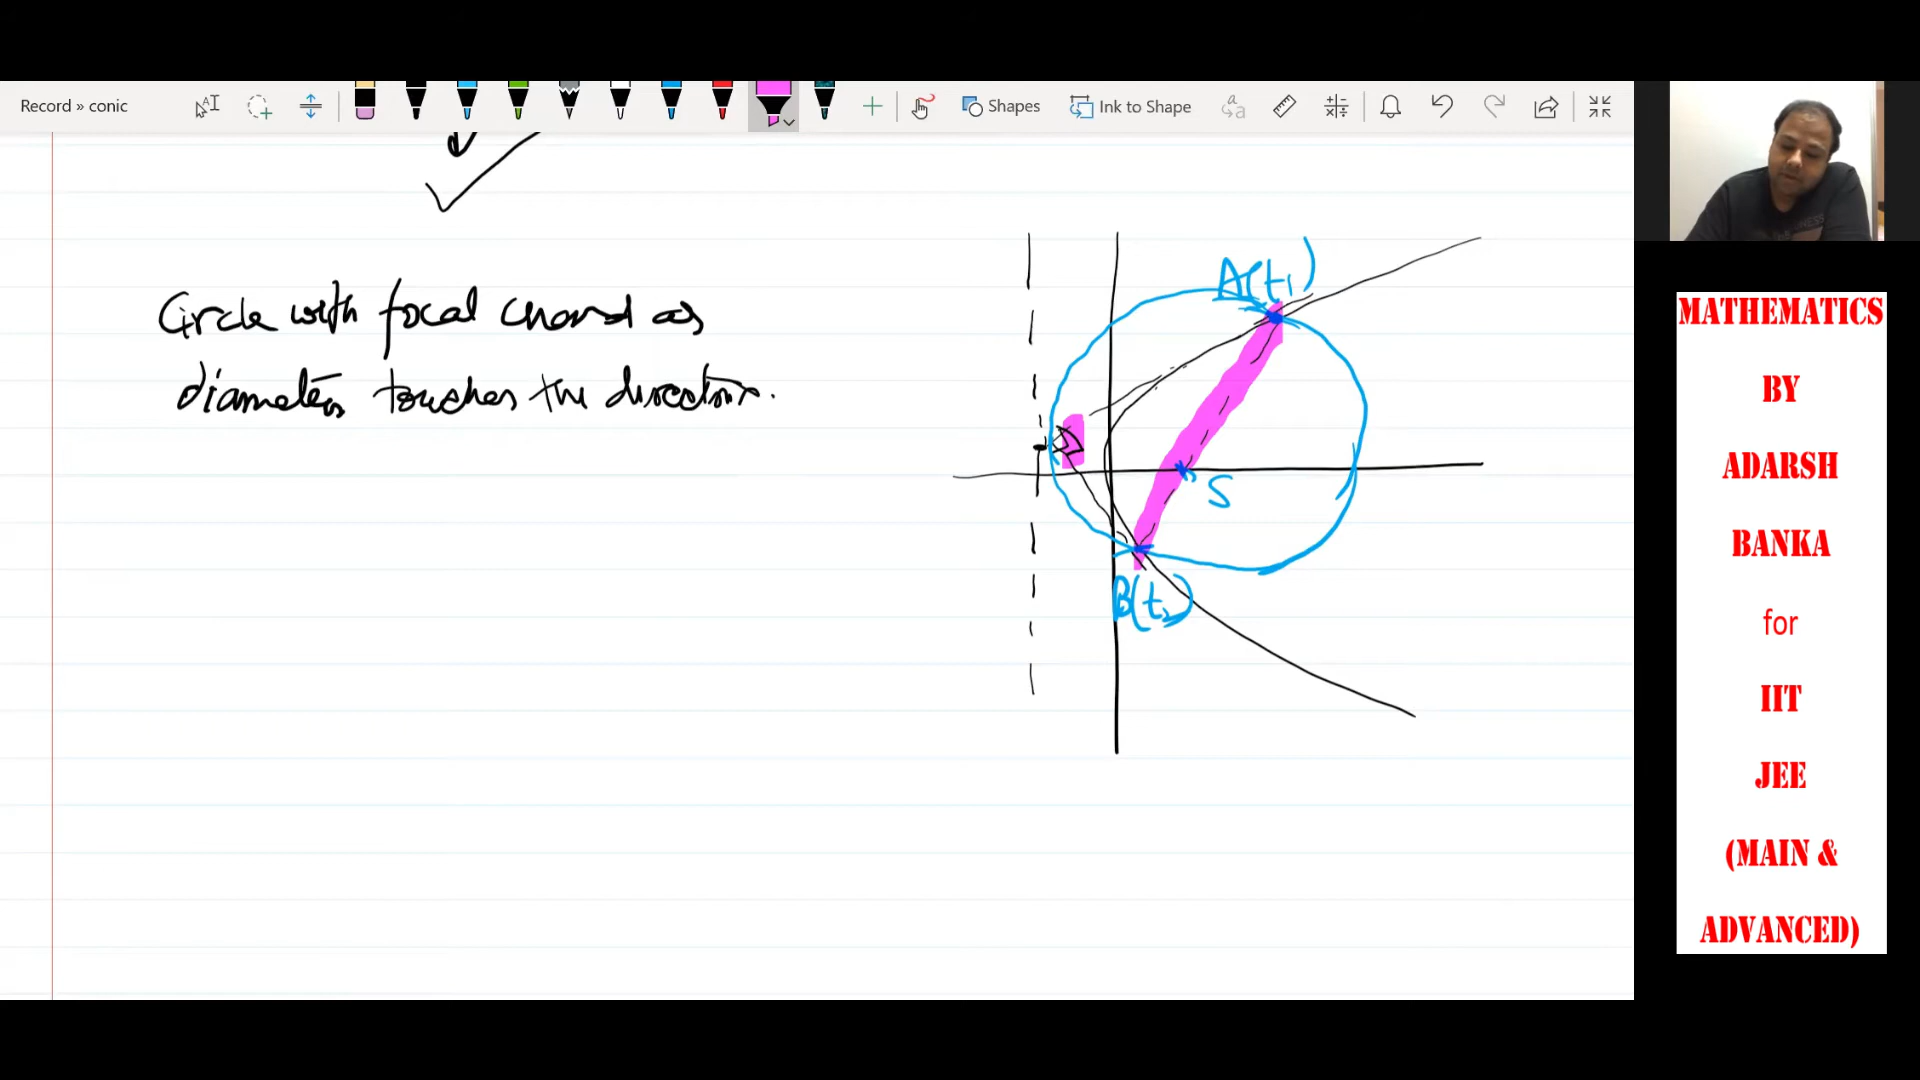 Record » conic
Shapes
Ink to Shape
Circle with focal chord as
diameter touches the directrix.
A(t1)
S
B(t2)
MATHEMATICS
BY
ADARSH
BANKA
for
IIT
JEE
(MAIN &
ADVANCED)